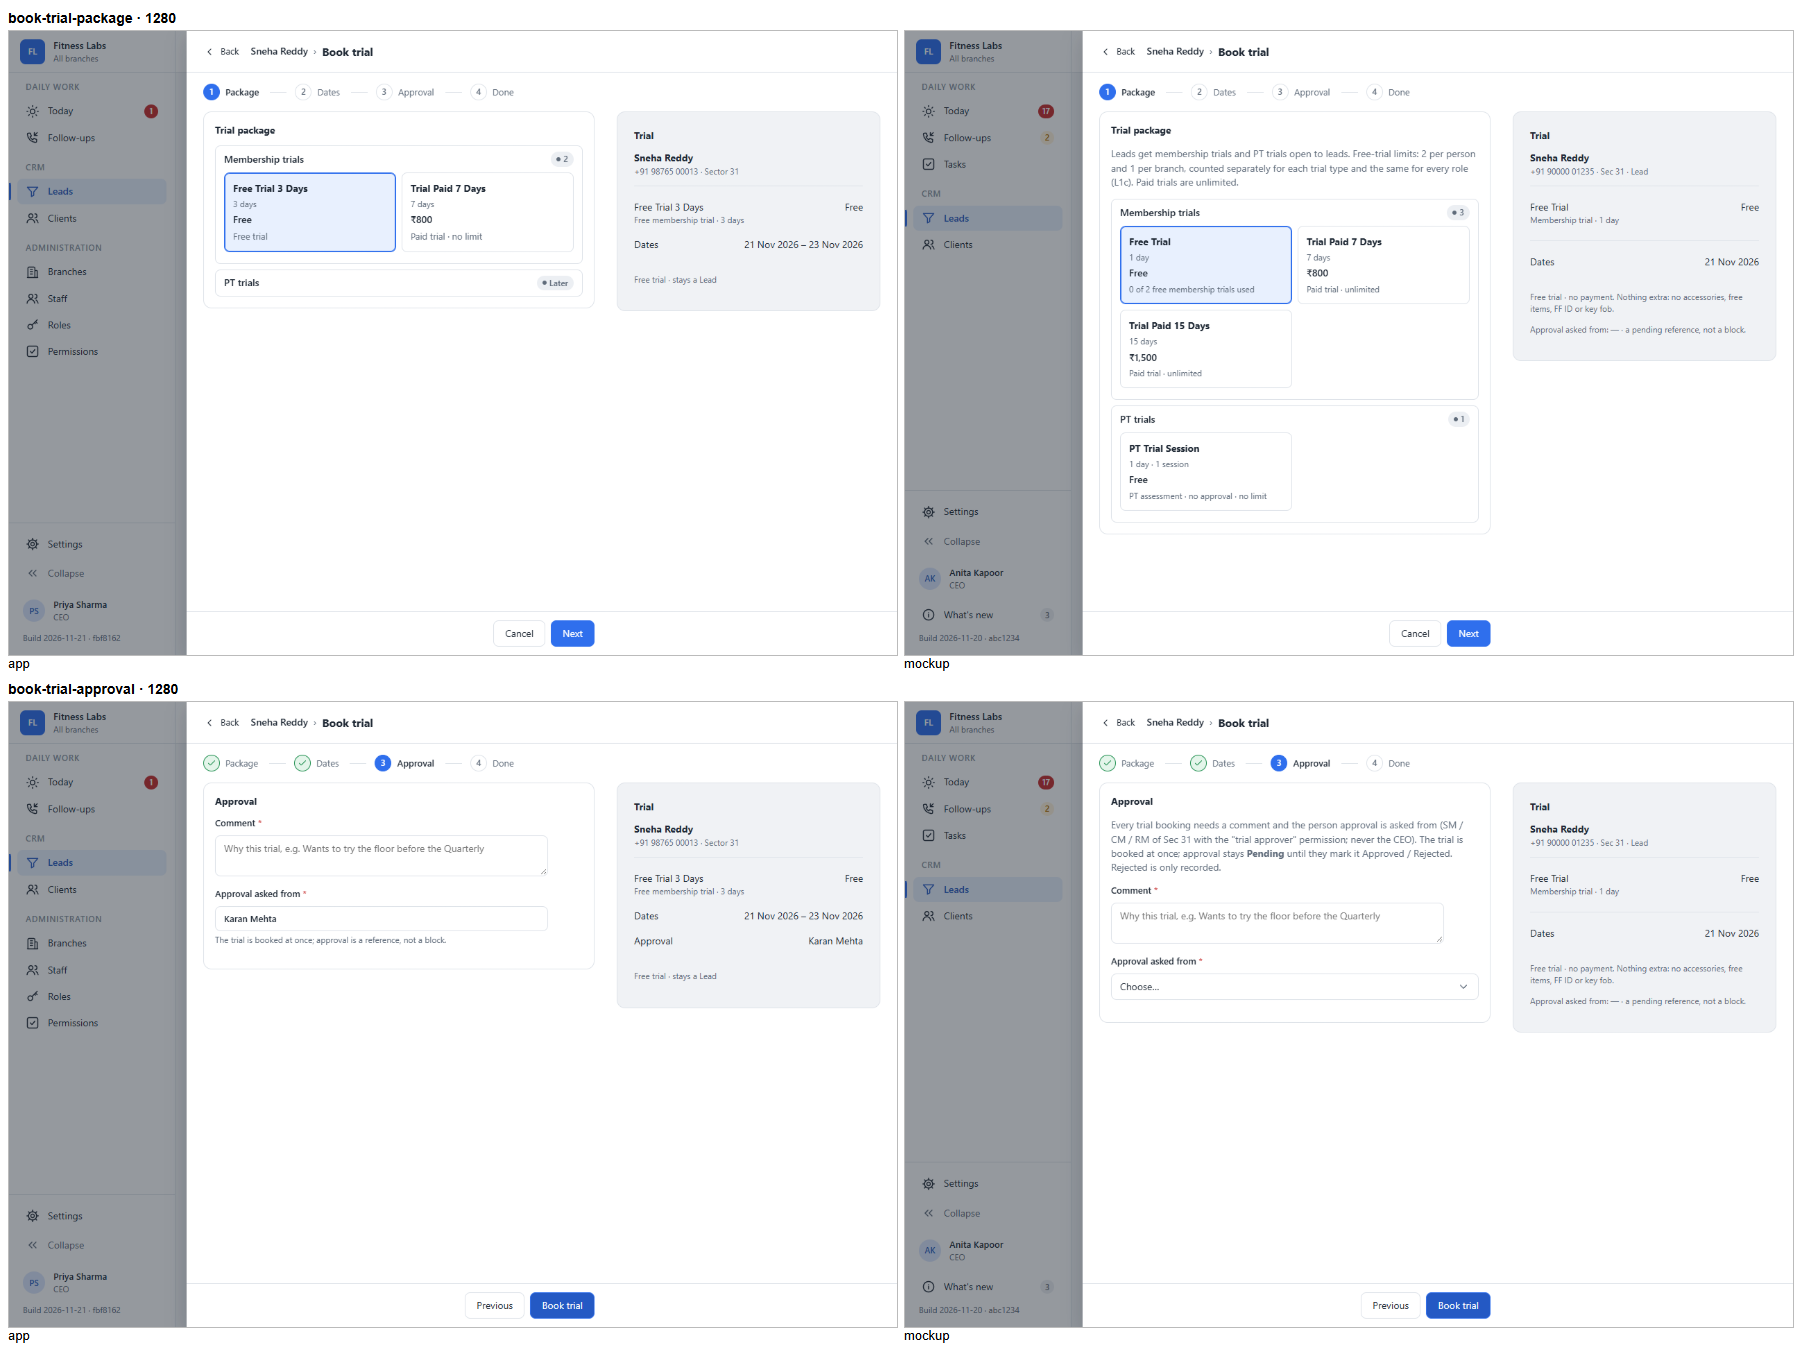 book-trial-package · 1280
FL
Fitness Labs
All branches
DAILY WORK
Today 1
Follow-ups
CRM
Leads
Clients
ADMINISTRATION
Branches
Staff
Roles
Permissions
Settings
Collapse
PS
Priya Sharma
CEO
Build 2026-11-21 · fbf8162
Back Sneha Reddy › Book trial
1 Package 2 Dates 3 Approval 4 Done
Trial package
Membership trials 2
Free Trial 3 Days
3 days
Free
Free trial
Trial Paid 7 Days
7 days
₹800
Paid trial · no limit
PT trials Later
Trial
Sneha Reddy
+91 98765 00013 · Sector 31
Free Trial 3 Days Free
Free membership trial · 3 days
Dates 21 Nov 2026 – 23 Nov 2026
Free trial · stays a Lead
Cancel Next
app
FL
Fitness Labs
All branches
DAILY WORK
Today 17
Follow-ups 2
Tasks
CRM
Leads
Clients
Settings
Collapse
AK
Anita Kapoor
CEO
What's new 3
Build 2026-11-20 · abc1234
Back Sneha Reddy › Book trial
1 Package 2 Dates 3 Approval 4 Done
Trial package
Leads get membership trials and PT trials open to leads. Free-trial limits: 2 per person
and 1 per branch, counted separately for each trial type and the same for every role
(L1c). Paid trials are unlimited.
Membership trials 3
Free Trial
1 day
Free
0 of 2 free membership trials used
Trial Paid 7 Days
7 days
₹800
Paid trial · unlimited
Trial Paid 15 Days
15 days
₹1,500
Paid trial · unlimited
PT trials 1
PT Trial Session
1 day · 1 session
Free
PT assessment · no approval · no limit
Trial
Sneha Reddy
+91 90000 01235 · Sec 31 · Lead
Free Trial Free
Membership trial · 1 day
Dates 21 Nov 2026
Free trial · no payment. Nothing extra: no accessories, free
items, FF ID or key fob.
Approval asked from: — · a pending reference, not a block.
Cancel Next
mockup
book-trial-approval · 1280
FL
Fitness Labs
All branches
DAILY WORK
Today 1
Follow-ups
CRM
Leads
Clients
ADMINISTRATION
Branches
Staff
Roles
Permissions
Settings
Collapse
PS
Priya Sharma
CEO
Build 2026-11-21 · fbf8162
Back Sneha Reddy › Book trial
Package Dates 3 Approval 4 Done
Approval
Comment *
Why this trial, e.g. Wants to try the floor before the Quarterly
Approval asked from *
Karan Mehta
The trial is booked at once; approval is a reference, not a block.
Trial
Sneha Reddy
+91 98765 00013 · Sector 31
Free Trial 3 Days Free
Free membership trial · 3 days
Dates 21 Nov 2026 – 23 Nov 2026
Approval Karan Mehta
Free trial · stays a Lead
Previous Book trial
app
FL
Fitness Labs
All branches
DAILY WORK
Today 17
Follow-ups 2
Tasks
CRM
Leads
Clients
Settings
Collapse
AK
Anita Kapoor
CEO
What's new 3
Build 2026-11-20 · abc1234
Back Sneha Reddy › Book trial
Package Dates 3 Approval 4 Done
Approval
Every trial booking needs a comment and the person approval is asked from (SM /
CM / RM of Sec 31 with the "trial approver" permission; never the CEO). The trial is
booked at once; approval stays Pending until they mark it Approved / Rejected.
Rejected is only recorded.
Comment *
Why this trial, e.g. Wants to try the floor before the Quarterly
Approval asked from *
Choose...
Trial
Sneha Reddy
+91 90000 01235 · Sec 31 · Lead
Free Trial Free
Membership trial · 1 day
Dates 21 Nov 2026
Free trial · no payment. Nothing extra: no accessories, free
items, FF ID or key fob.
Approval asked from: — · a pending reference, not a block.
Previous Book trial
mockup